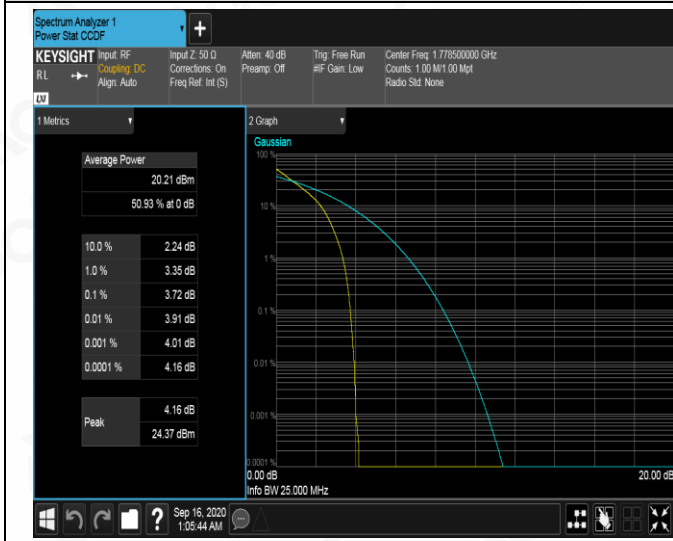 Spectrum Analyzer 1
Power Stat CCDF
+
KEYSIGHT
RL
LXI
Input: RF
Coupling: DC
Align: Auto
Input Z: 50 Ω
Corrections: On
Freq Ref: Int (S)
Atten: 40 dB
Preamp: Off
Trig: Free Run
#IF Gain: Low
Center Freq: 1.778500000 GHz
Counts: 1.00 M/1.00 Mpt
Radio Std: None
1 Metrics
Average Power
20.21 dBm
50.93 % at 0 dB
10.0 % 2.24 dB
1.0 % 3.35 dB
0.1 % 3.72 dB
0.01 % 3.91 dB
0.001 % 4.01 dB
0.0001 % 4.16 dB
Peak
4.16 dB
24.37 dBm
2 Graph
Gaussian
100 %
10 %
1 %
0.1 %
0.01 %
0.001 %
0.0001 %
0.00 dB 20.00 dB
Info BW 25.000 MHz
?
Sep 16, 2020
1:05:44 AM